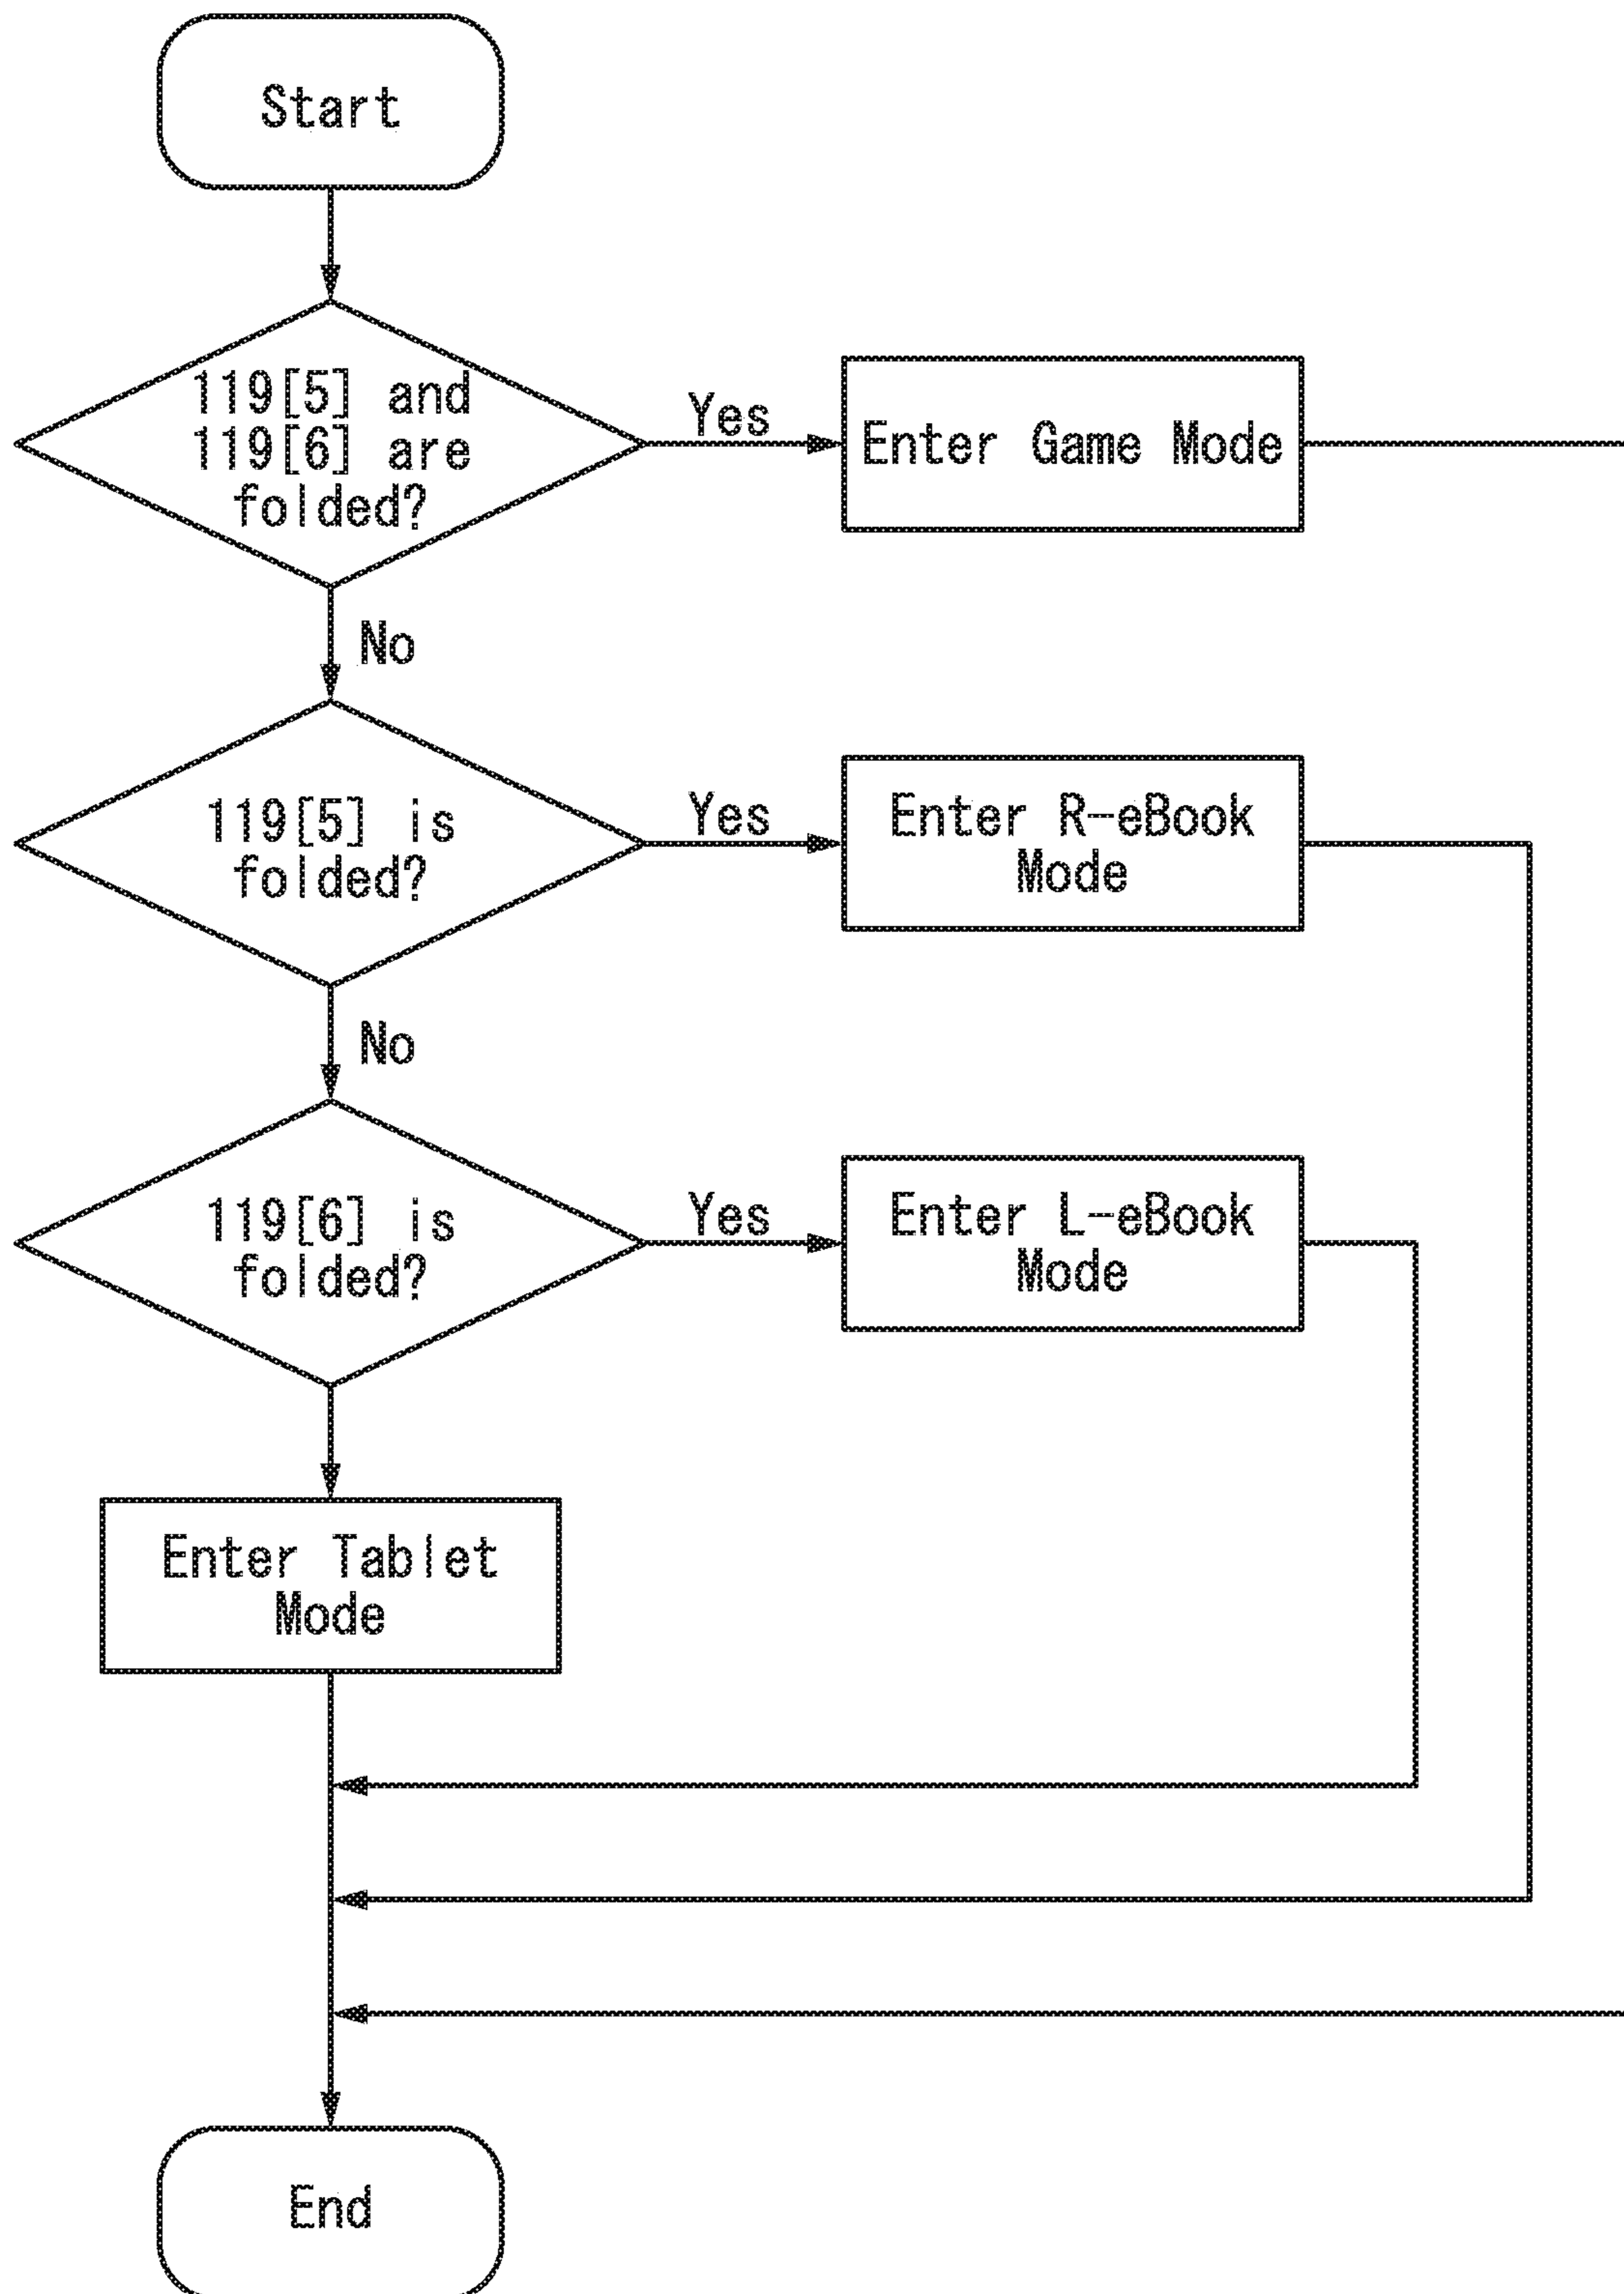 Start
119[5] and
119[6] are
folded?
Yes
Enter Game Mode
No
119[5] is
folded?
Yes
Enter R-eBook
Mode
No
119[6] is
folded?
Yes
Enter L-eBook
Mode
Enter Tablet
Mode
End